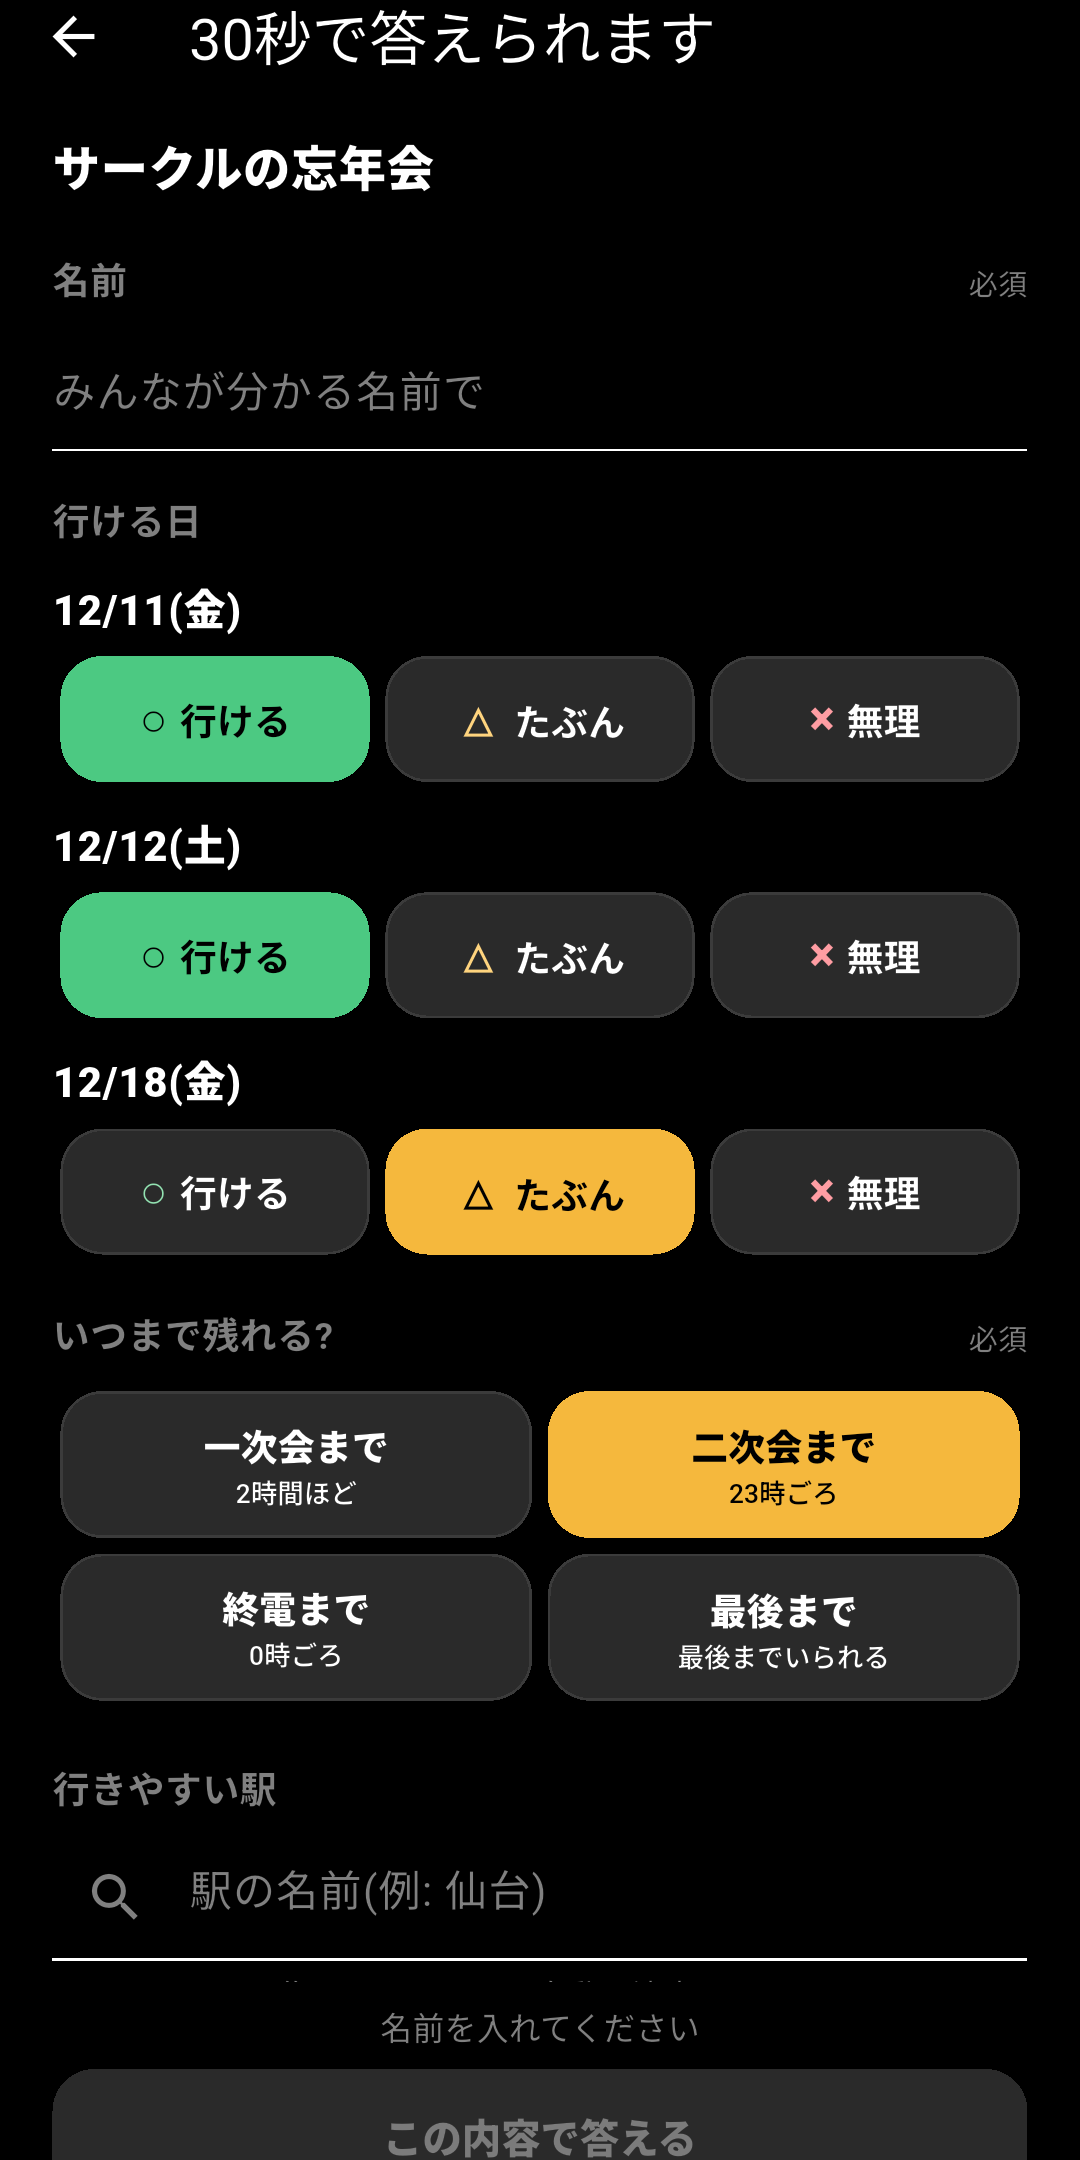 30秒で答えられます
サークルの忘年会
名前 必須
みんなが分かる名前で
行ける日
12/11(金)
○ 行ける △ たぶん × 無理
12/12(土)
○ 行ける △ たぶん × 無理
12/18(金)
○ 行ける △ たぶん × 無理
いつまで残れる? 必須
一次会まで 二次会まで
2時間ほど 23時ごろ
終電まで 最後まで
0時ごろ 最後までいられる
行きやすい駅
駅の名前(例: 仙台)
名前を入れてください
この内容で答える